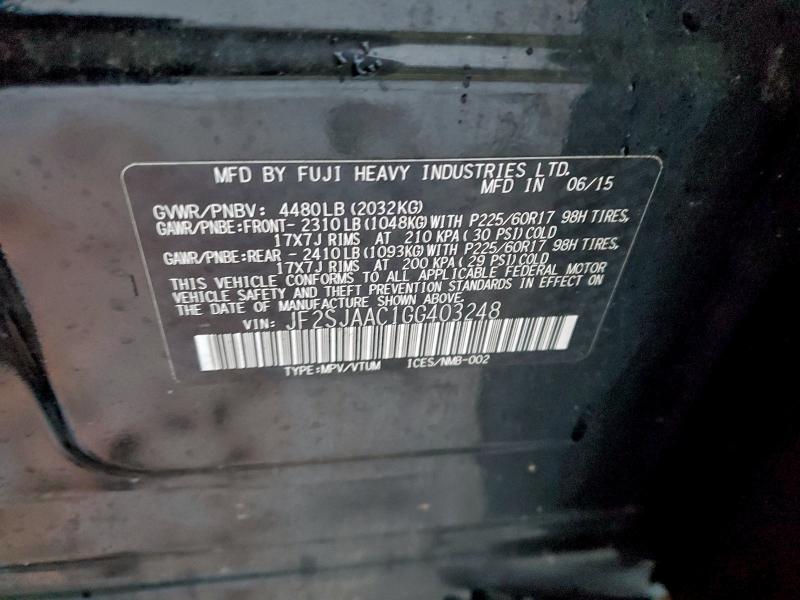 MFD BY FUJI HEAVY INDUSTRIES LTD.
MFD IN 06/15
GVWR/PNBV: 4480LB (2032KG)
GAWR/PNBE:FRONT- 2310LB (1048KG) WITH P225/60R17 98H TIRES,
17X7J RIMS AT 210 KPA (30 PSI) COLD
GAWR/PNBE:REAR - 2410LB (1093KG) WITH P225/60R17 98H TIRES,
17X7J RIMS AT 200 KPA (29 PSI) COLD
THIS VEHICLE CONFORMS TO ALL APPLICABLE FEDERAL MOTOR
VEHICLE SAFETY AND THEFT PREVENTION STANDARDS IN EFFECT ON
THE DATE OF MANUFACTURE SHOWN ABOVE.
VIN: JF2SJAAC1GG403248
TYPE:MPV/VTUM ICES/NMB-002